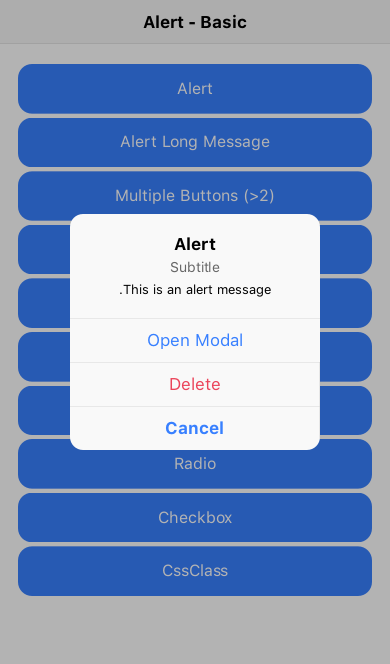 Alert - Basic
Alert
Alert Long Message
Multiple Buttons (>2)
Alert
Subtitle
.This is an alert message
Open Modal
Delete
Cancel
Radio
Checkbox
CssClass